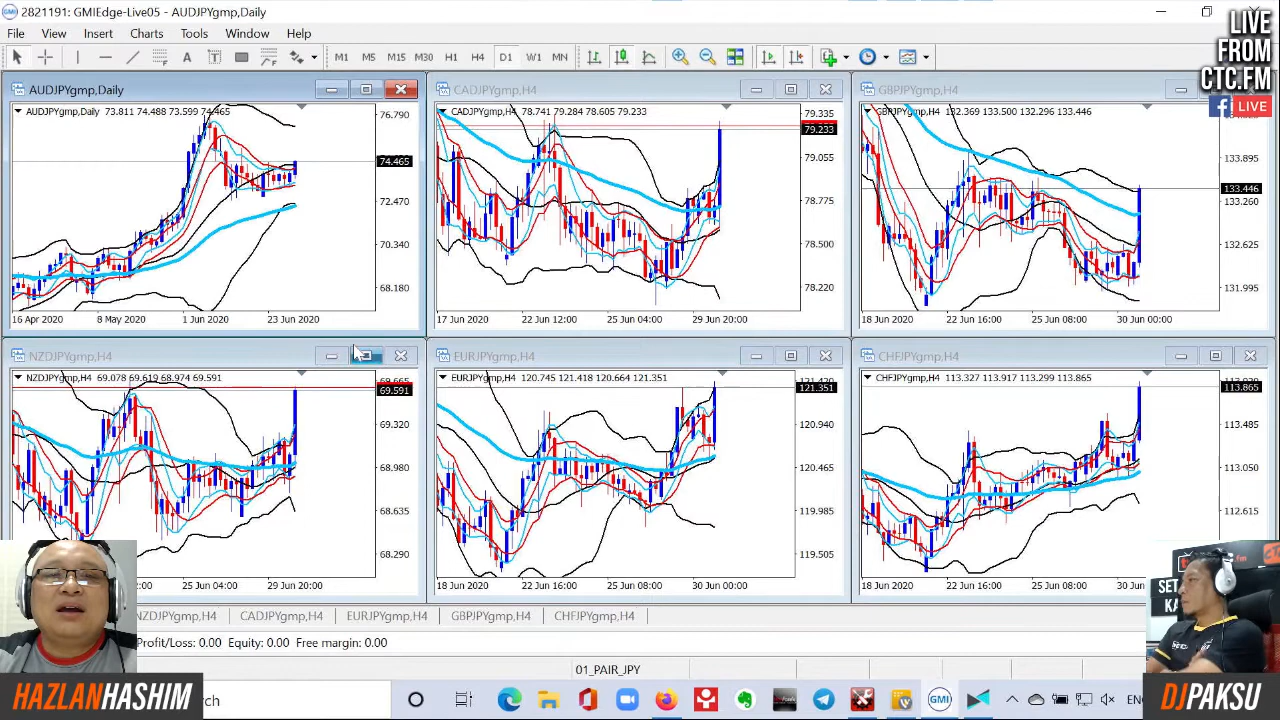 2821191: GMIEdge-Live05 - AUDJPYgmp,Daily
File View Insert Charts Tools Window Help
M1 M5 M15 M30 H1 H4 D1 W1 MN
LIVE
FROM
CTC.FM
LIVE
AUDJPYgmp,Daily
AUDJPYgmp,Daily 73.811 74.488 73.599 74.465
76.790
74.465
72.470
70.340
68.180
16 Apr 2020 8 May 2020 1 Jun 2020 23 Jun 2020
CADJPYgmp,H4
CADJPYgmp,H4 78.741 79.284 78.605 79.233
79.335
79.233
79.055
78.775
78.500
78.220
17 Jun 2020 22 Jun 12:00 25 Jun 04:00 29 Jun 20:00
GBPJPYgmp,H4
GBPJPYgmp,H4 132.369 133.500 132.296 133.446
133.895
133.446
133.260
132.625
131.995
18 Jun 2020 22 Jun 16:00 25 Jun 08:00 30 Jun 00:00
NZDJPYgmp,H4
NZDJPYgmp,H4 69.078 69.619 68.974 69.591
69.665
69.591
69.320
68.980
68.635
68.290
25 Jun 04:00 29 Jun 20:00
EURJPYgmp,H4
EURJPYgmp,H4 120.745 121.418 120.664 121.351
121.351
120.940
120.465
119.985
119.505
18 Jun 2020 22 Jun 16:00 25 Jun 08:00 30 Jun 00:00
CHFJPYgmp,H4
CHFJPYgmp,H4 113.327 113.917 113.299 113.865
113.865
113.485
113.050
112.615
18 Jun 2020 22 Jun 16:00 25 Jun 08:00 30 Jun
NZDJPYgmp,H4 CADJPYgmp,H4 EURJPYgmp,H4 GBPJPYgmp,H4 CHFJPYgmp,H4
Profit/Loss: 0.00 Equity: 0.00 Free margin: 0.00
01_PAIR_JPY
HAZLANHASHIM
rch
GMI
DJPAKSU